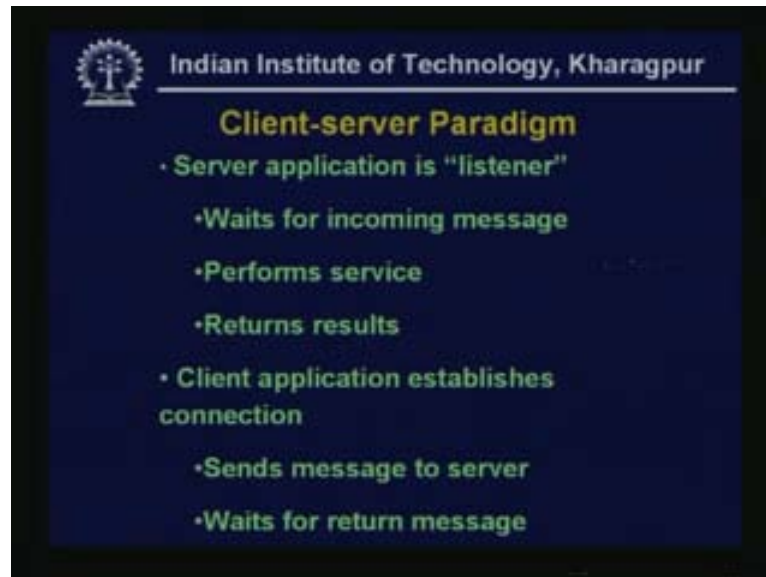 Indian Institute of Technology, Kharagpur
Client-server Paradigm
• Server application is “listener”
•Waits for incoming message
•Performs service
•Returns results
• Client application establishes
connection
•Sends message to server
•Waits for return message